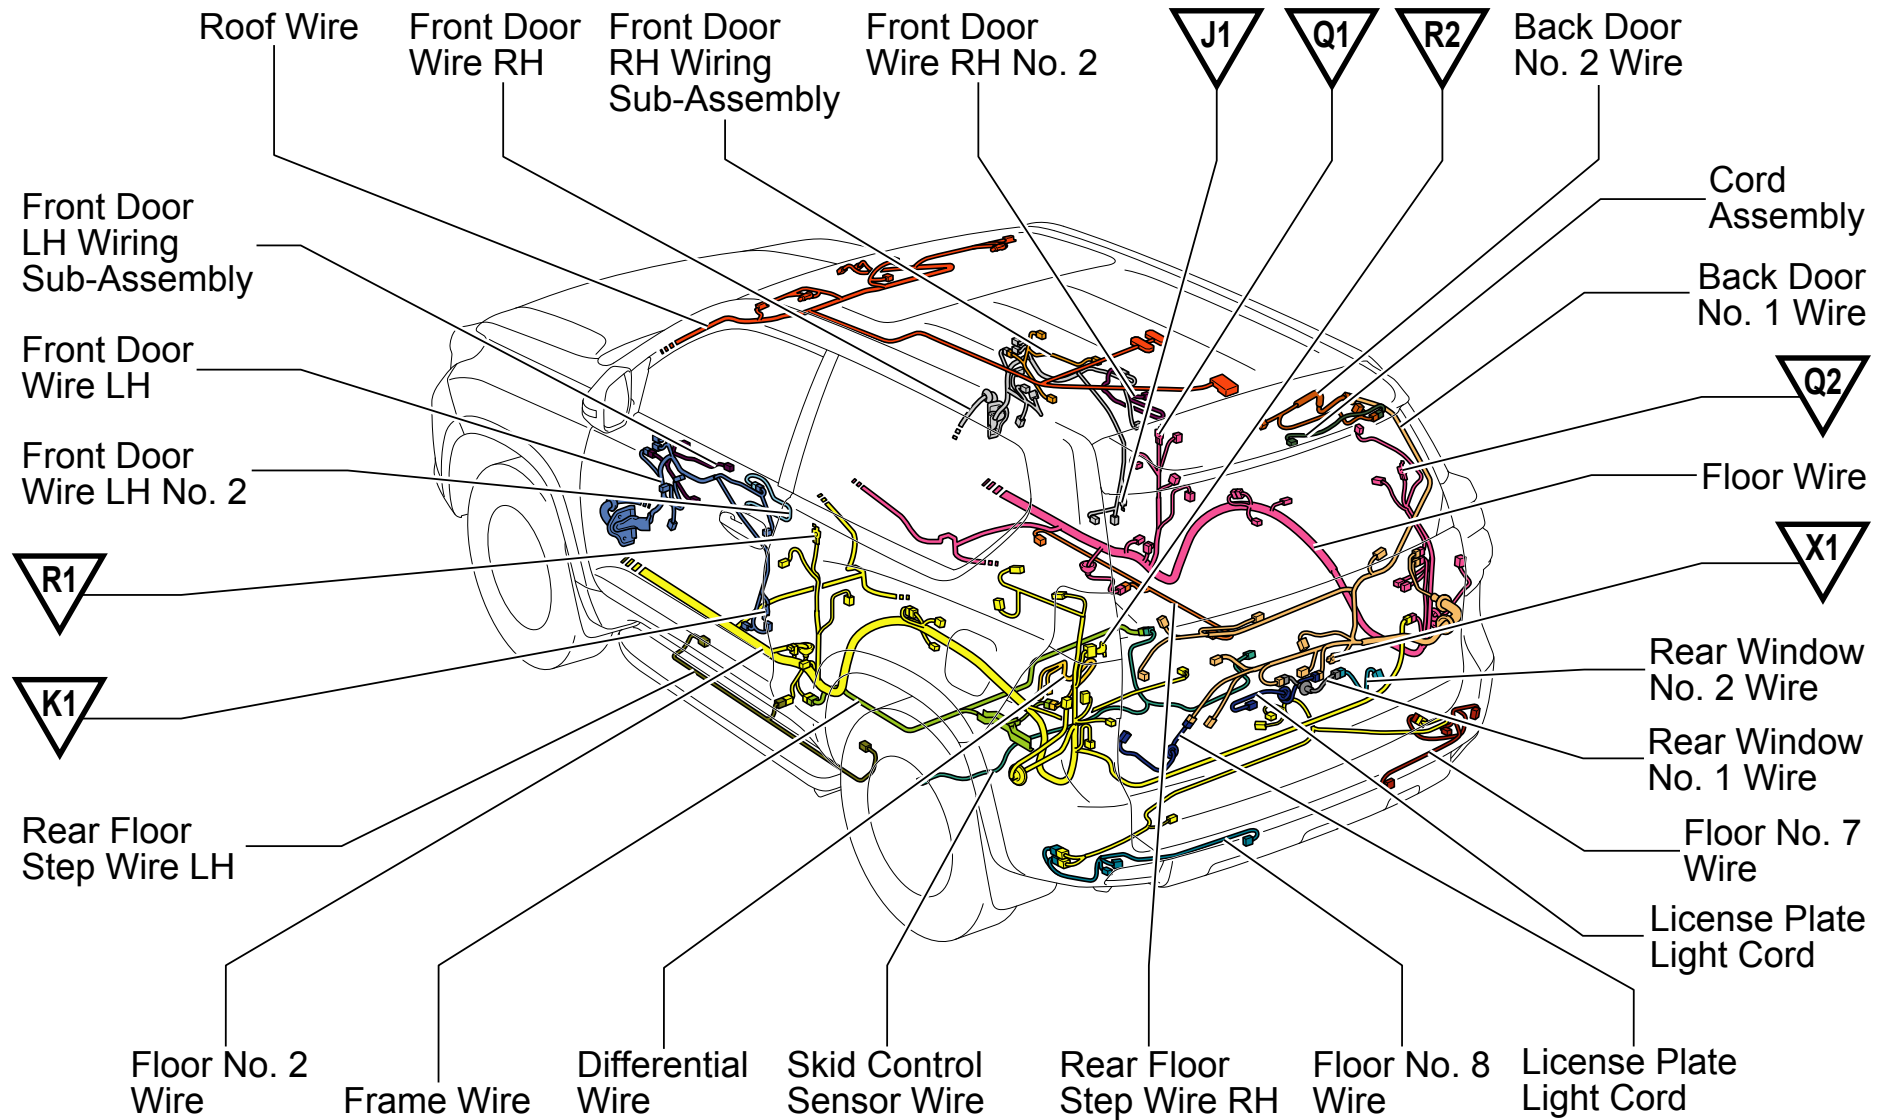 Roof Wire
Front Door
Wire RH
Front Door
RH Wiring
Sub-Assembly
Front Door
Wire RH No. 2
J1
Q1
R2
Back Door
No. 2 Wire
Cord
Assembly
Back Door
No. 1 Wire
Q2
Floor Wire
X1
Rear Window
No. 2 Wire
Rear Window
No. 1 Wire
Floor No. 7
Wire
License Plate
Light Cord
Front Door
LH Wiring
Sub-Assembly
Front Door
Wire LH
Front Door
Wire LH No. 2
R1
K1
Rear Floor
Step Wire LH
Floor No. 2
Wire
Frame Wire
Differential
Wire
Skid Control
Sensor Wire
Rear Floor
Step Wire RH
Floor No. 8
Wire
License Plate
Light Cord